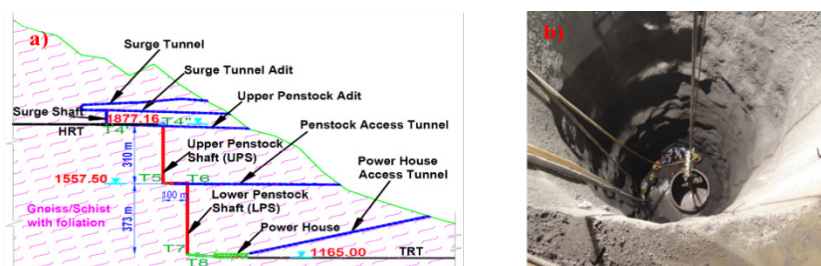 a)
Surge Tunnel
Surge Tunnel Adit
Upper Penstock Adit
Surge Shaft
1877.16
T4"
HRT
T4'
Penstock Access Tunnel
310 m
Upper Penstock
Shaft (UPS)
Power House
Access Tunnel
1557.50
T5
T6
100 m
Gneiss/Schist
with foliation
373 m
Lower Penstock
Shaft (LPS)
Power House
T7
T8
1165.00
TRT
b)